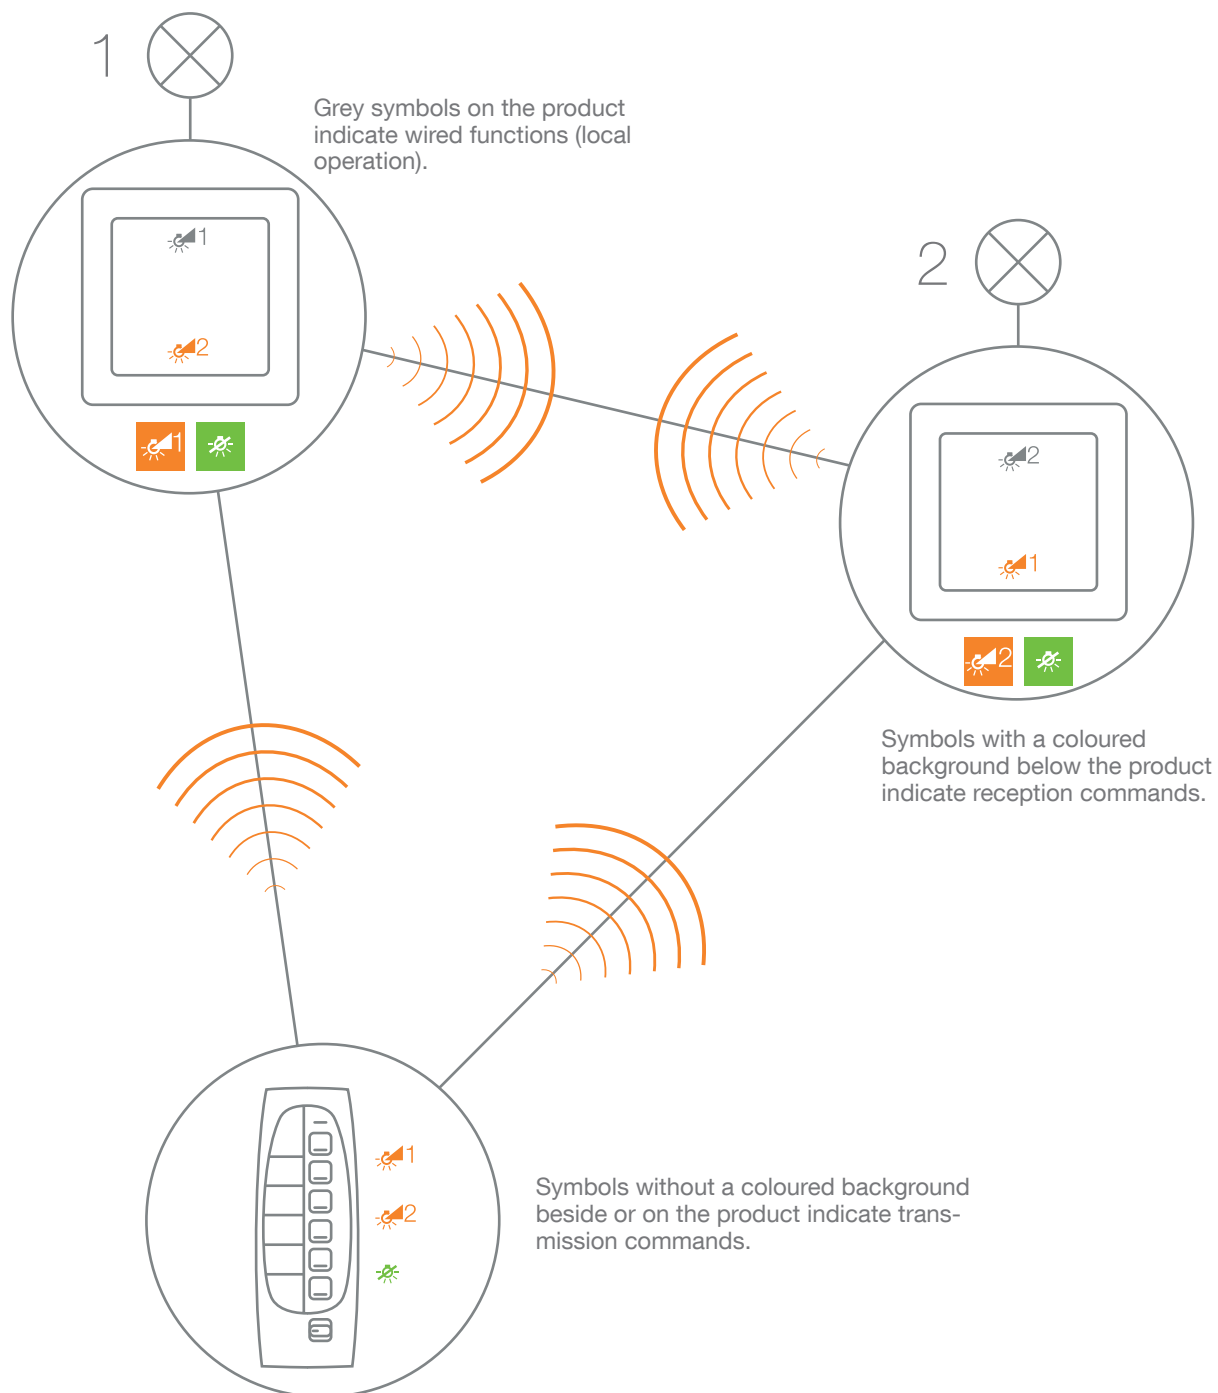 1
Grey symbols on the product
indicate wired functions (local
operation).
1
2
1
2
2
1
2
Symbols with a coloured
background below the product
indicate reception commands.
1
2
Symbols without a coloured background
beside or on the product indicate trans-
mission commands.